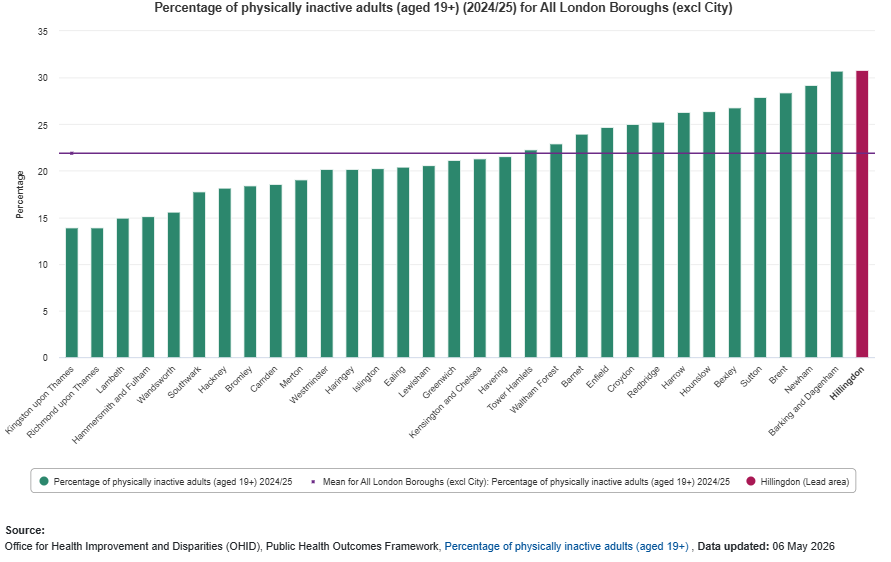 Percentage of physically inactive adults (aged 19+) (2024/25) for All London Boroughs (excl City)
35
30
25
20
15
10
5
0
Percentage
Kingston upon Thames
Richmond upon Thames
Lambeth
Hammersmith and Fulham
Wandsworth
Southwark
Hackney
Bromley
Camden
Merton
Westminster
Haringey
Islington
Ealing
Lewisham
Greenwich
Kensington and Chelsea
Havering
Tower Hamlets
Waltham Forest
Barnet
Enfield
Croydon
Redbridge
Harrow
Hounslow
Bexley
Sutton
Brent
Newham
Barking and Dagenham
Hillingdon
Percentage of physically inactive adults (aged 19+) 2024/25
Mean for All London Boroughs (excl City): Percentage of physically inactive adults (aged 19+) 2024/25
Hillingdon (Lead area)
Source:
Office for Health Improvement and Disparities (OHID), Public Health Outcomes Framework, Percentage of physically inactive adults (aged 19+) , Data updated: 06 May 2026